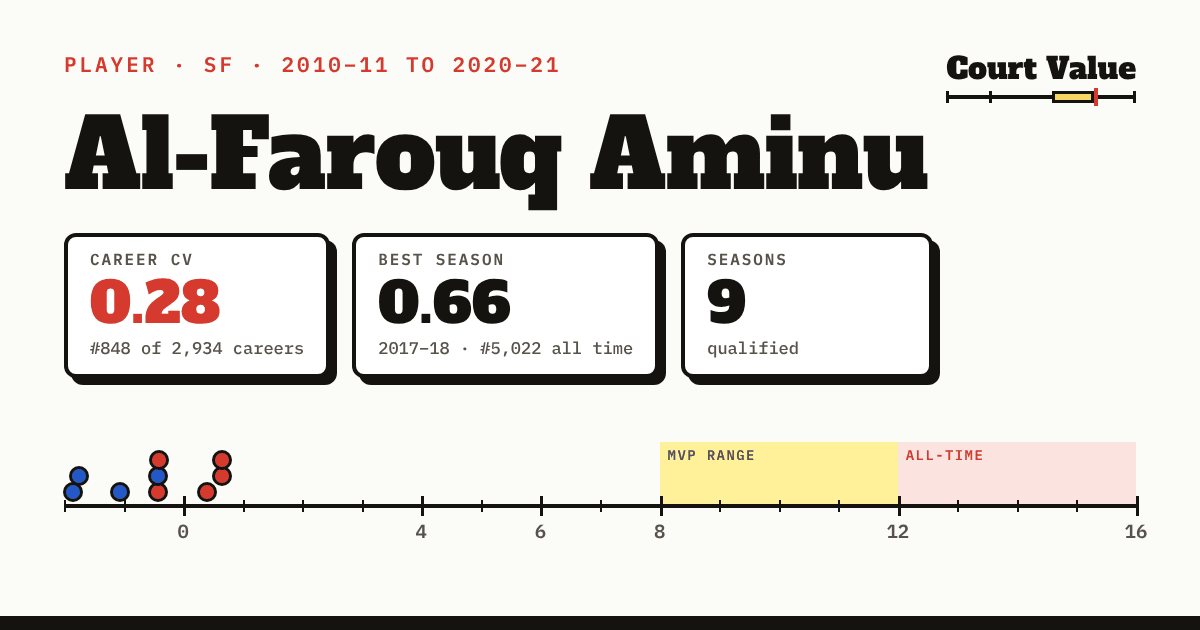 PLAYER · SF · 2010–11 TO 2020–21
Court Value
Al-Farouq Aminu
CAREER CV
0.28
#848 of 2,934 careers
BEST SEASON
0.66
2017–18 · #5,022 all time
SEASONS
9
qualified
MVP RANGE
ALL-TIME
0 4 6 8 12 16